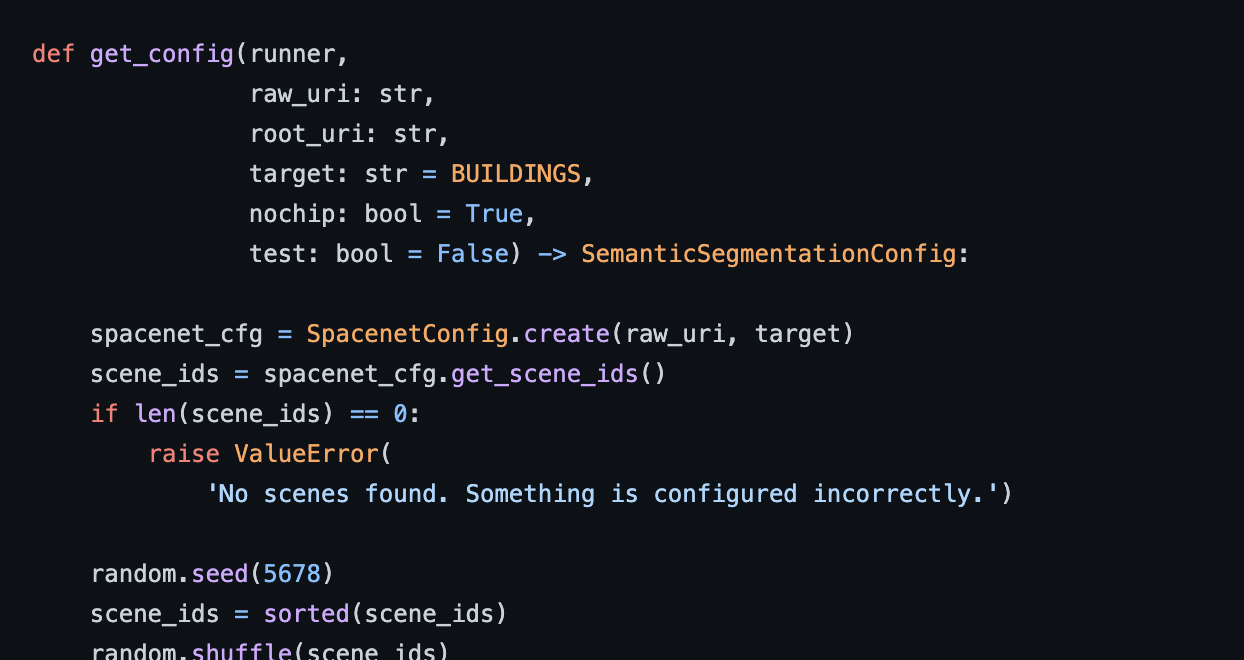 def get_config(runner,
               raw_uri: str,
               root_uri: str,
               target: str = BUILDINGS,
               nochip: bool = True,
               test: bool = False) -> SemanticSegmentationConfig:

    spacenet_cfg = SpacenetConfig.create(raw_uri, target)
    scene_ids = spacenet_cfg.get_scene_ids()
    if len(scene_ids) == 0:
        raise ValueError(
            'No scenes found. Something is configured incorrectly.')

    random.seed(5678)
    scene_ids = sorted(scene_ids)
    random.shuffle(scene_ids)